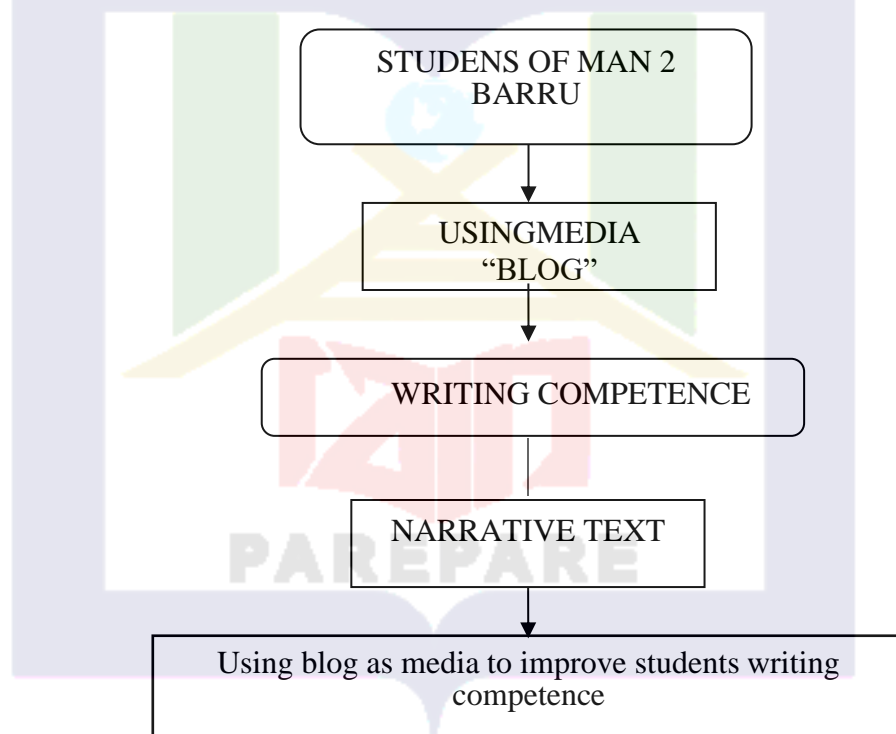 STUDENS OF MAN 2
BARRU
USINGMEDIA
“BLOG”
WRITING COMPETENCE
NARRATIVE TEXT
PAREPARE
Using blog as media to improve students writing
competence